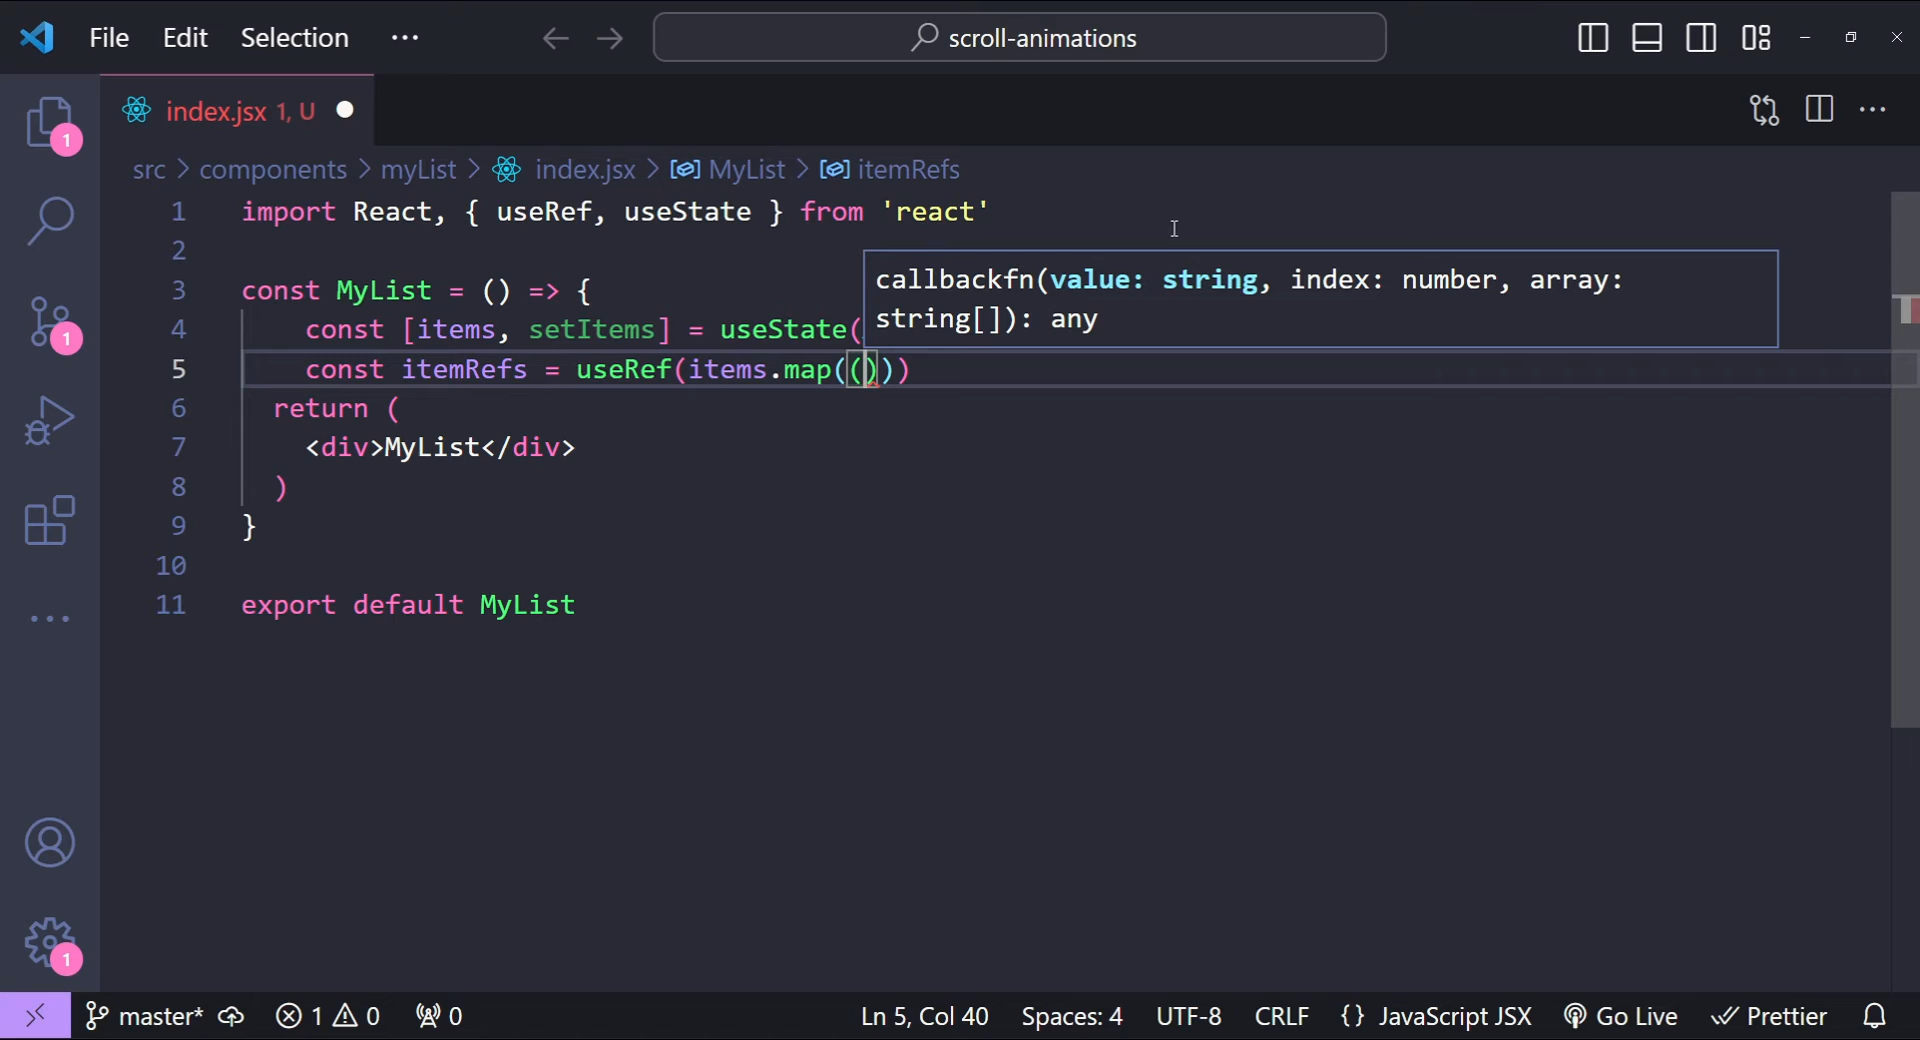 File Edit Selection ···
scroll-animations
index.jsx 1, U
src > components > myList > index.jsx > MyList > itemRefs
1 import React, { useRef, useState } from 'react'
2
3 const MyList = () => {
callbackfn(value: string, index: number, array:
string[]): any
4 const [items, setItems] = useState(
5 const itemRefs = useRef(items.map(()))
6 return (
7 <div>MyList</div>
8 )
9 }
10
11 export default MyList
1
1
1
master* 1 0 0 Ln 5, Col 40 Spaces: 4 UTF-8 CRLF {} JavaScript JSX Go Live Prettier